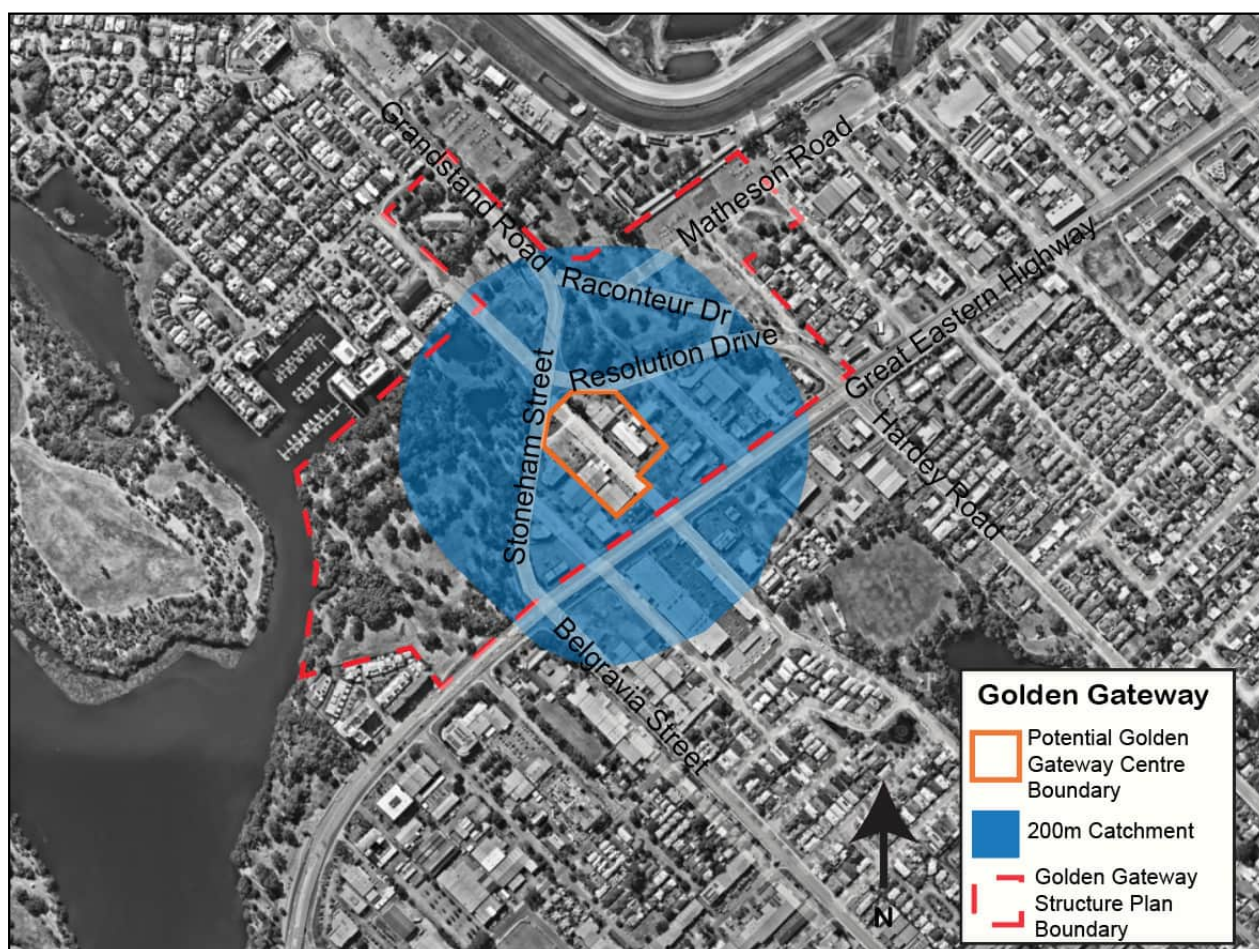 Grandstand Road
Matheson Road
Raconteur Dr
Resolution Drive
Great Eastern Highway
Stoneham Street
Hardey Road
Belgravia Street
Golden Gateway
Potential Golden
Gateway Centre
Boundary
200m Catchment
Golden Gateway
Structure Plan
Boundary
N